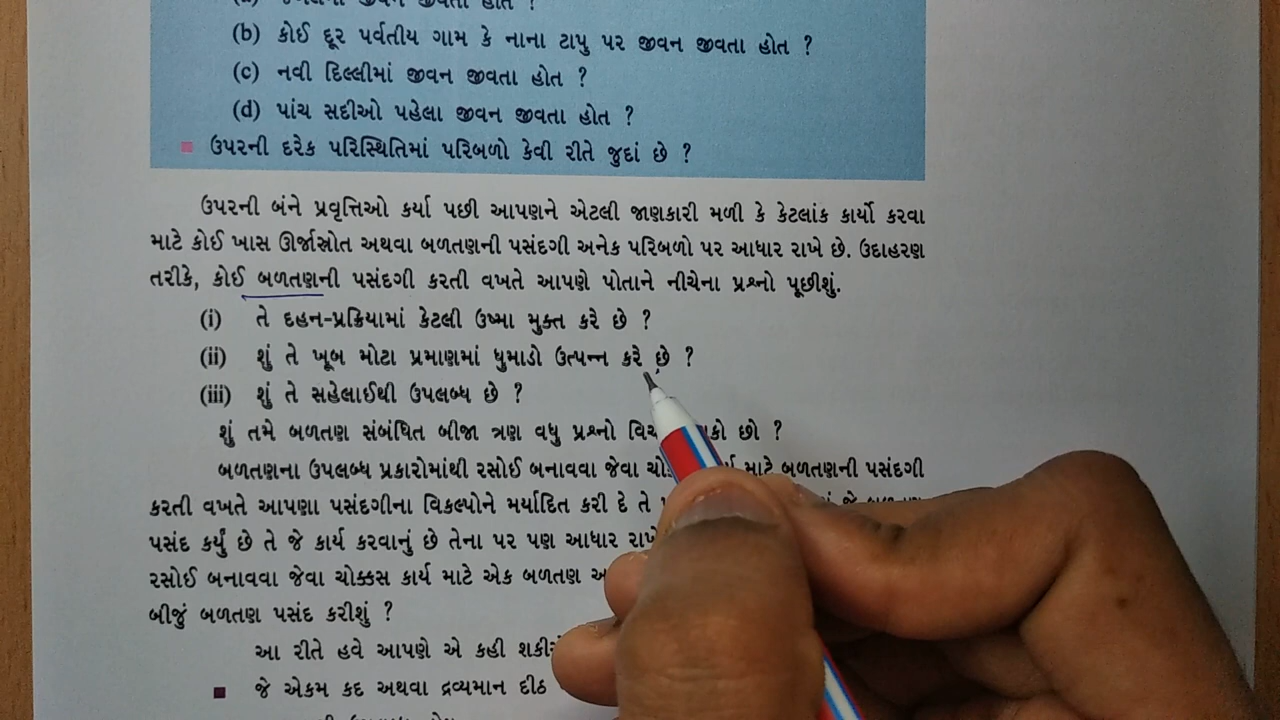 જીવન જીવતા હોત ?
(b) કોઈ દૂર પર્વતીય ગામ કે નાના ટાપુ પર જીવન જીવતા હોત ?
(c) નવી દિલ્લીમાં જીવન જીવતા હોત ?
(d) પાંચ સદીઓ પહેલા જીવન જીવતા હોત ?
■ ઉપરની દરેક પરિસ્થિતિમાં પરિબળો કેવી રીતે જુદાં છે ?
ઉપરની બંને પ્રવૃત્તિઓ કર્યા પછી આપણને એટલી જાણકારી મળી કે કેટલાંક કાર્યો કરવા
માટે કોઈ ખાસ ઊર્જાસ્રોત અથવા બળતણની પસંદગી અનેક પરિબળો પર આધાર રાખે છે. ઉદાહરણ
તરીકે, કોઈ બળતણની પસંદગી કરતી વખતે આપણે પોતાને નીચેના પ્રશ્નો પૂછીશું.
(i) તે દહન-પ્રક્રિયામાં કેટલી ઉષ્મા મુક્ત કરે છે ?
(ii) શું તે ખૂબ મોટા પ્રમાણમાં ધુમાડો ઉત્પન્ન કરે છે ?
(iii) શું તે સહેલાઈથી ઉપલબ્ધ છે ?
શું તમે બળતણ સંબંધિત બીજા ત્રણ વધુ પ્રશ્નો છો ?
બળતણના ઉપલબ્ધ પ્રકારોમાંથી રસોઈ બનાવવા જેવા માટે બળતણની પસંદગી
કરતી વખતે આપણા પસંદગીના વિકલ્પોને મર્યાદિત કરી દે તે
પસંદ કર્યું છે તે જે કાર્ય કરવાનું છે તેના પર પણ આધાર
રસોઈ બનાવવા જેવા ચોક્કસ કાર્ય માટે એક બળતણ
બીજું બળતણ પસંદ કરીશું ?
આ રીતે હવે આપણે એ કહી
■ જે એકમ કદ અથવા દ્રવ્યમાન દીઠ